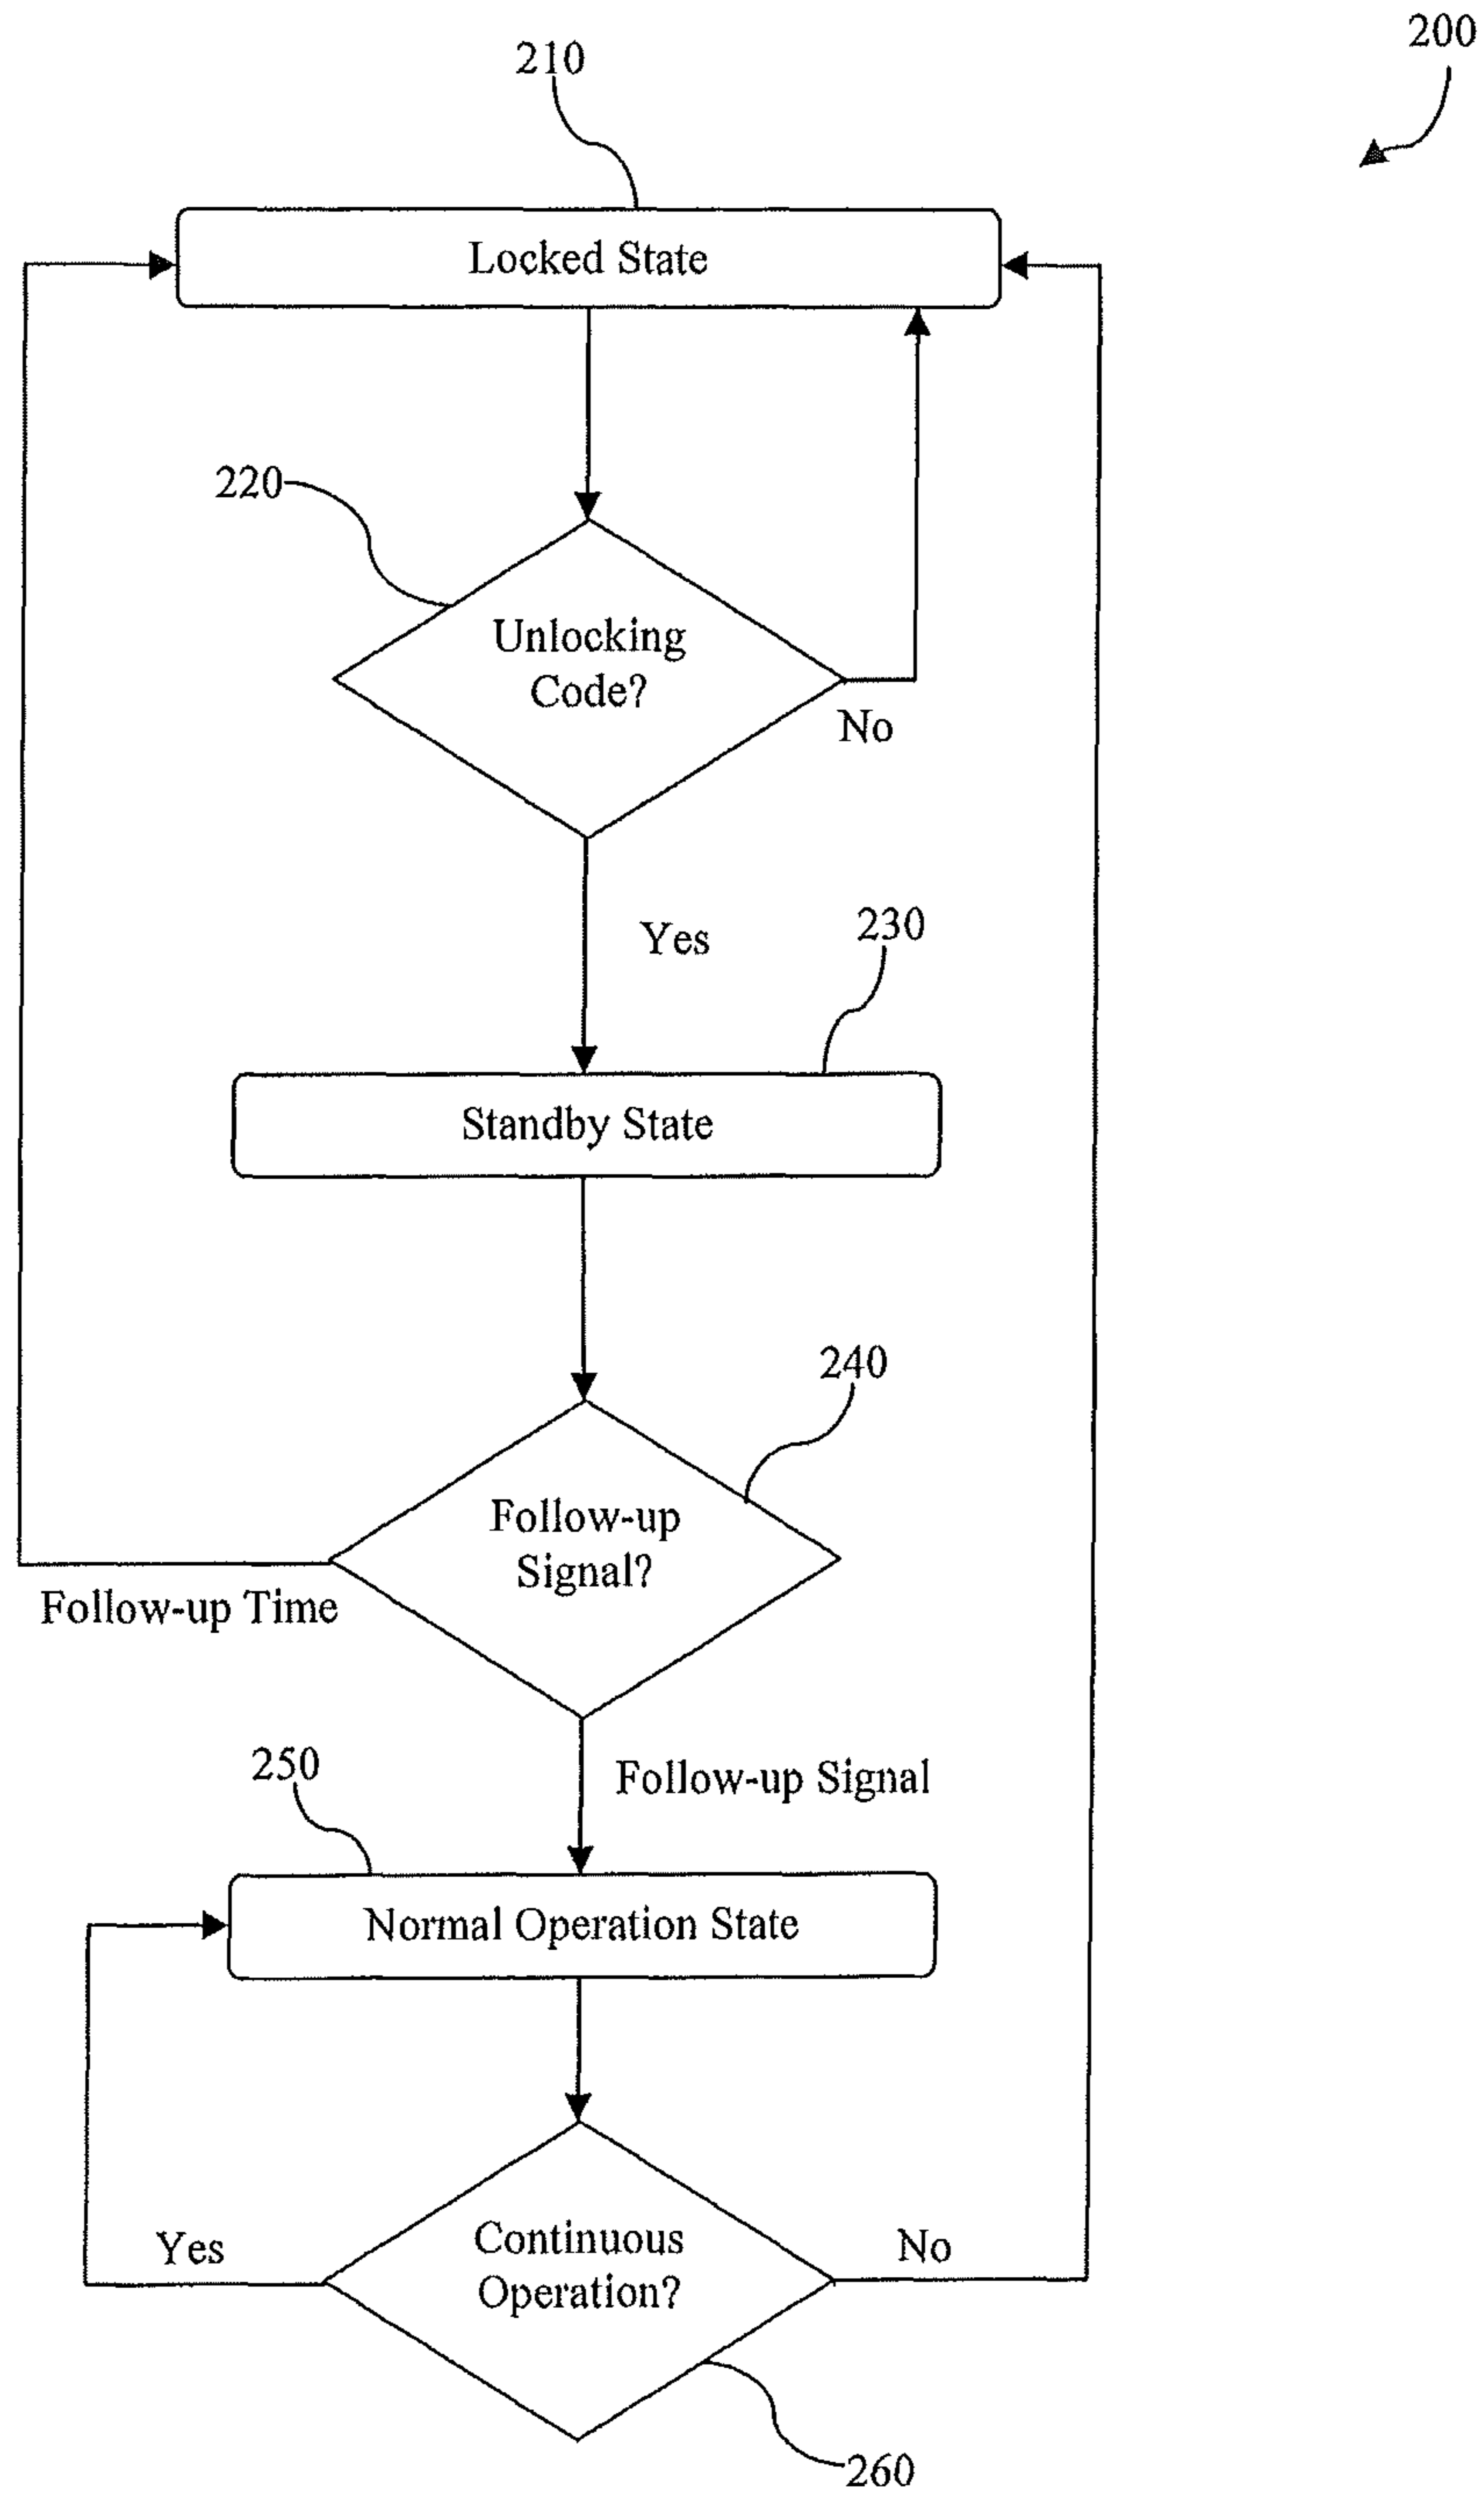 200
210
Locked State
220
Unlocking
Code?
No
Yes
230
Standby State
240
Follow-up
Signal?
Follow-up Time
250
Follow-up Signal
Normal Operation State
Continuous
Operation?
Yes
No
260